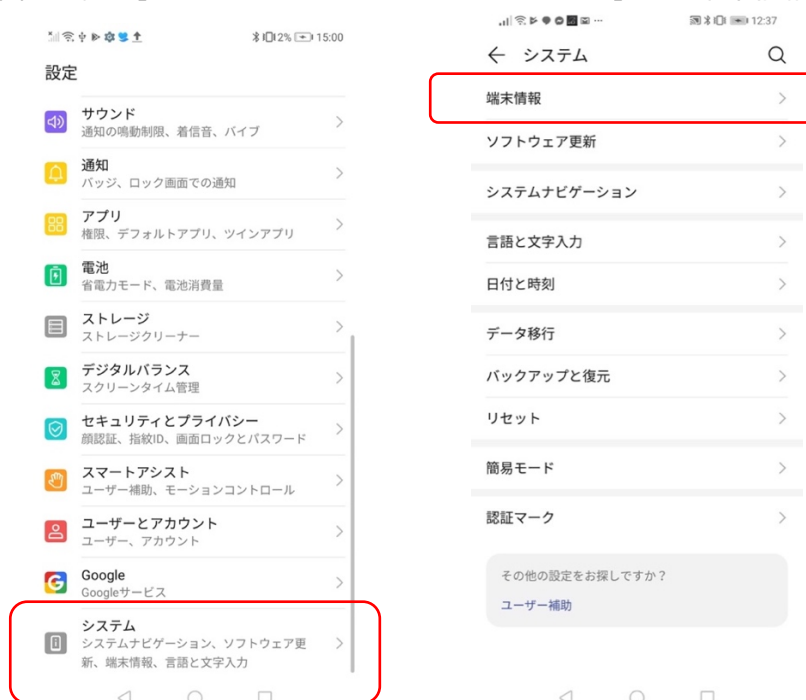 2% 15:00
設定
サウンド
通知の鳴動制限、着信音、バイブ
通知
バッジ、ロック画面での通知
アプリ
権限、デフォルトアプリ、ツインアプリ
電池
省電力モード、電池消費量
ストレージ
ストレージクリーナー
デジタルバランス
スクリーンタイム管理
セキュリティとプライバシー
顔認証、指紋ID、画面ロックとパスワード
スマートアシスト
ユーザー補助、モーションコントロール
ユーザーとアカウント
ユーザー、アカウント
Google
Googleサービス
システム
システムナビゲーション、ソフトウェア更
新、端末情報、言語と文字入力
12:37
システム
端末情報
ソフトウェア更新
システムナビゲーション
言語と文字入力
日付と時刻
データ移行
バックアップと復元
リセット
簡易モード
認証マーク
その他の設定をお探しですか？
ユーザー補助